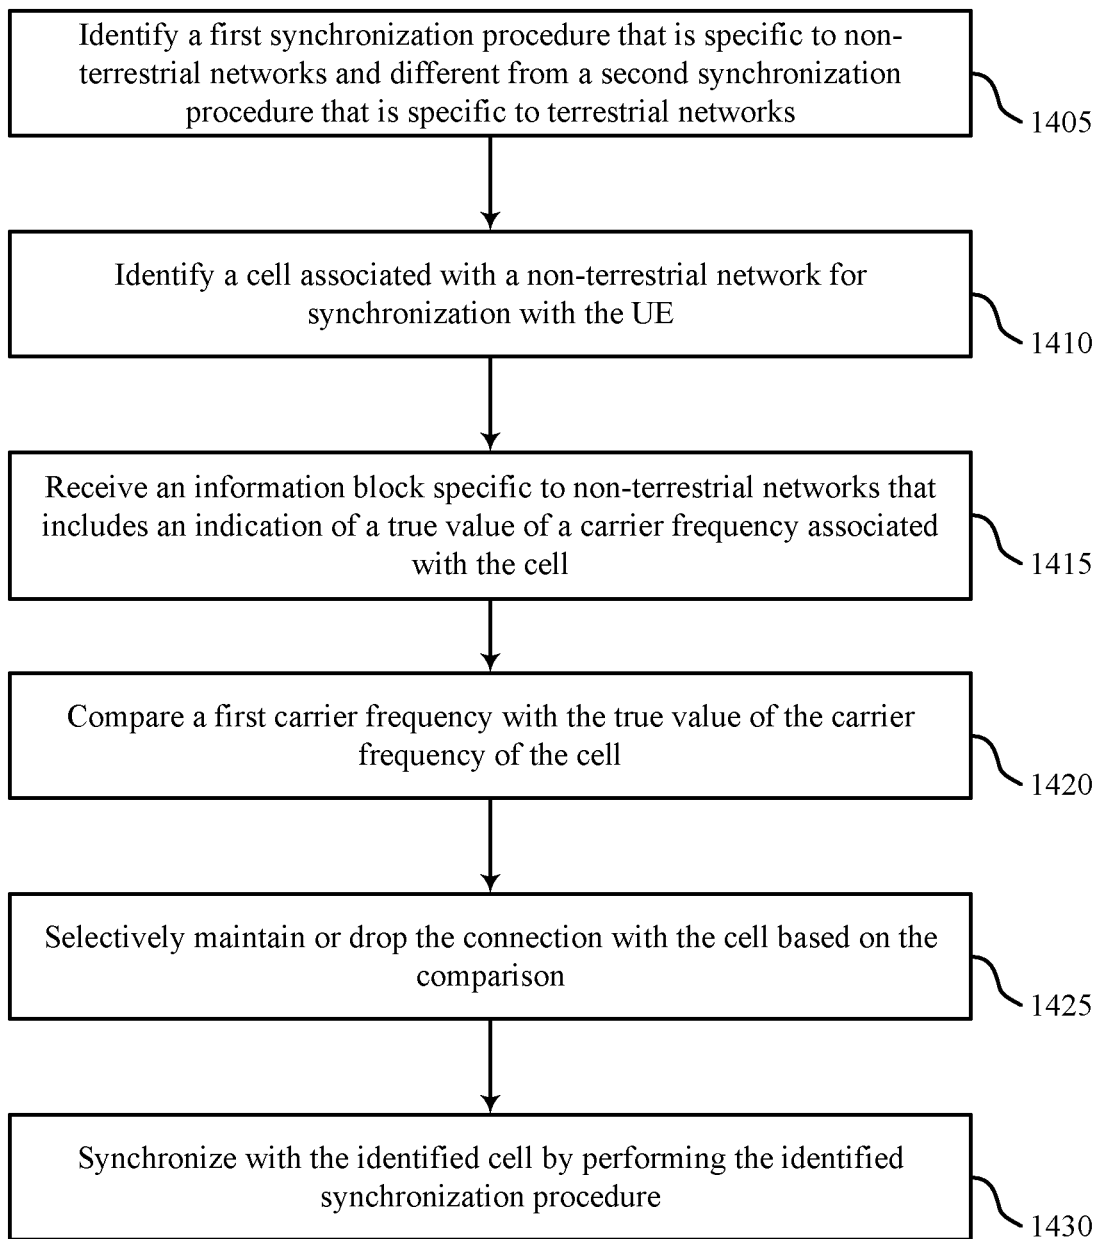 Identify a first synchronization procedure that is specific to non-
terrestrial networks and different from a second synchronization
procedure that is specific to terrestrial networks
1405
Identify a cell associated with a non-terrestrial network for
synchronization with the UE
1410
Receive an information block specific to non-terrestrial networks that
includes an indication of a true value of a carrier frequency associated
with the cell
1415
Compare a first carrier frequency with the true value of the carrier
frequency of the cell
1420
Selectively maintain or drop the connection with the cell based on the
comparison
1425
Synchronize with the identified cell by performing the identified
synchronization procedure
1430